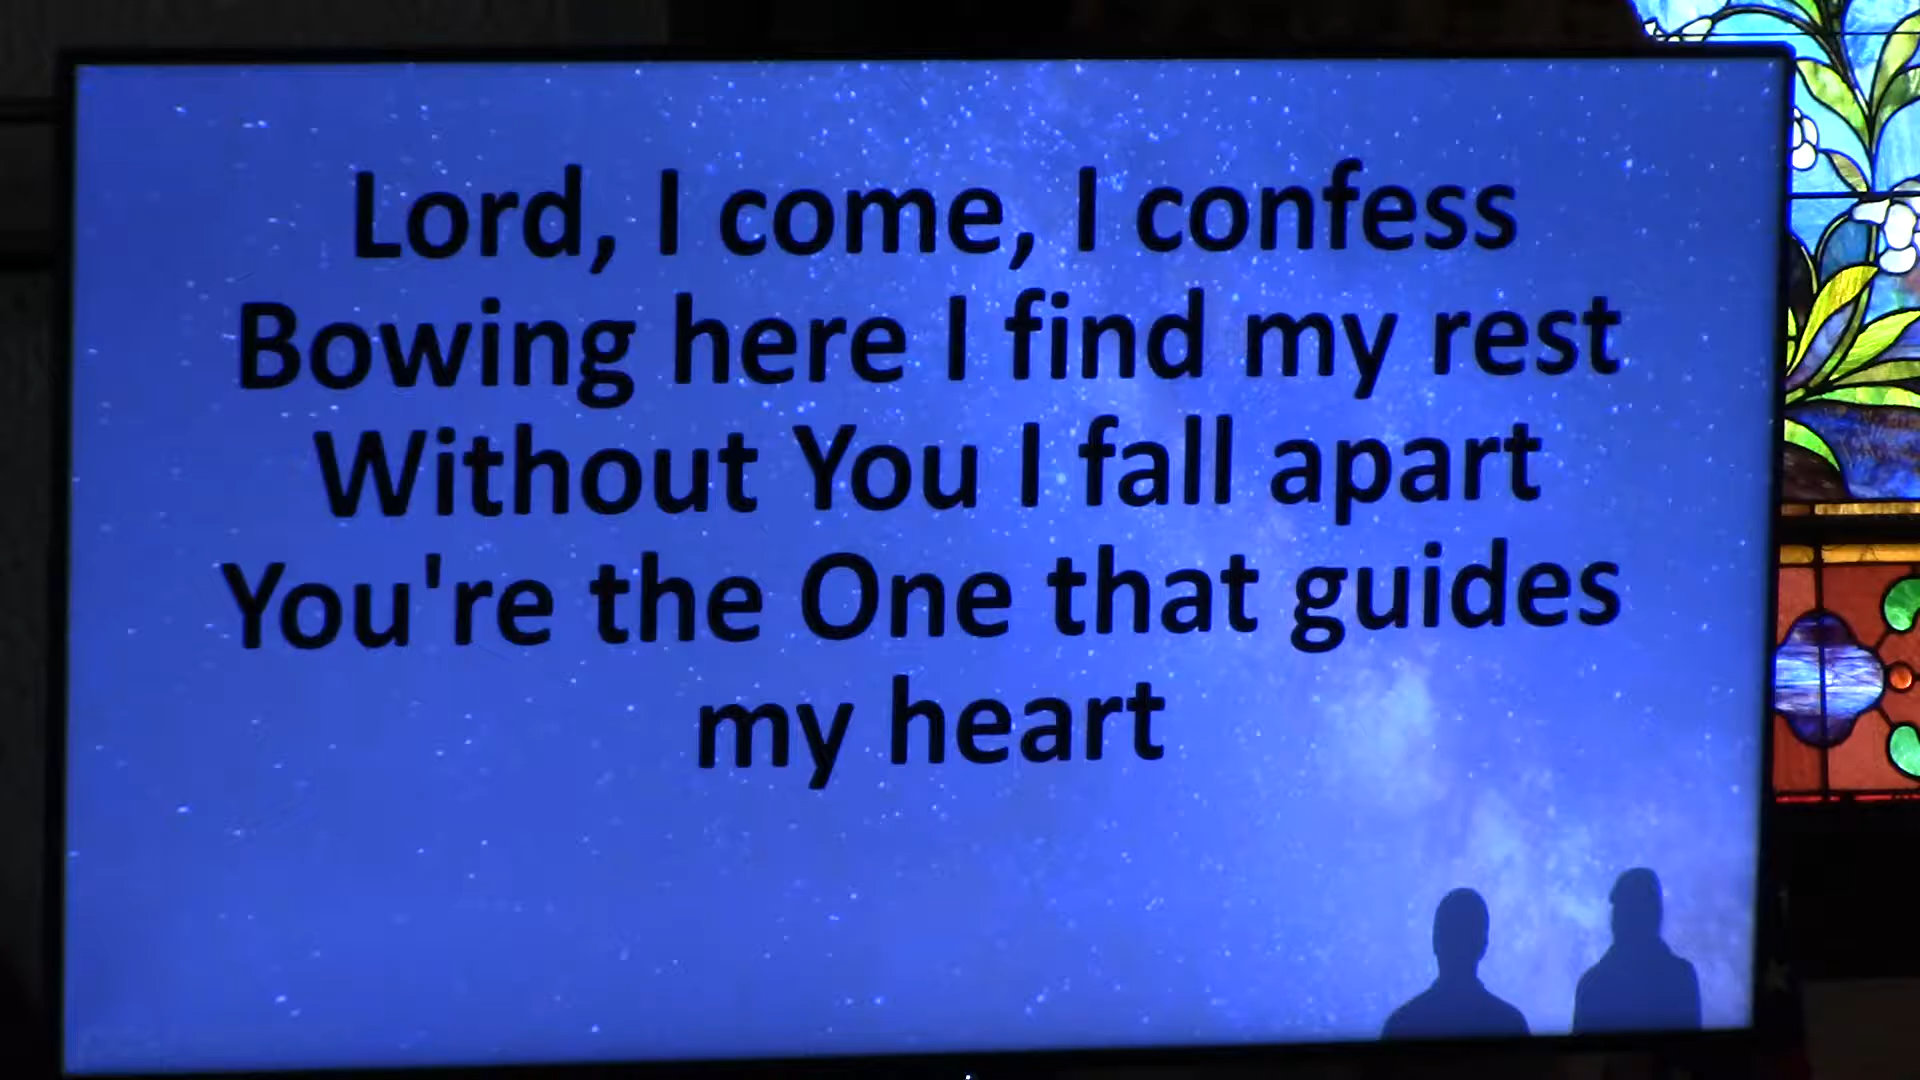 Lord, I come, I confess
Bowing here I find my rest
Without You I fall apart
You're the One that guides
my heart